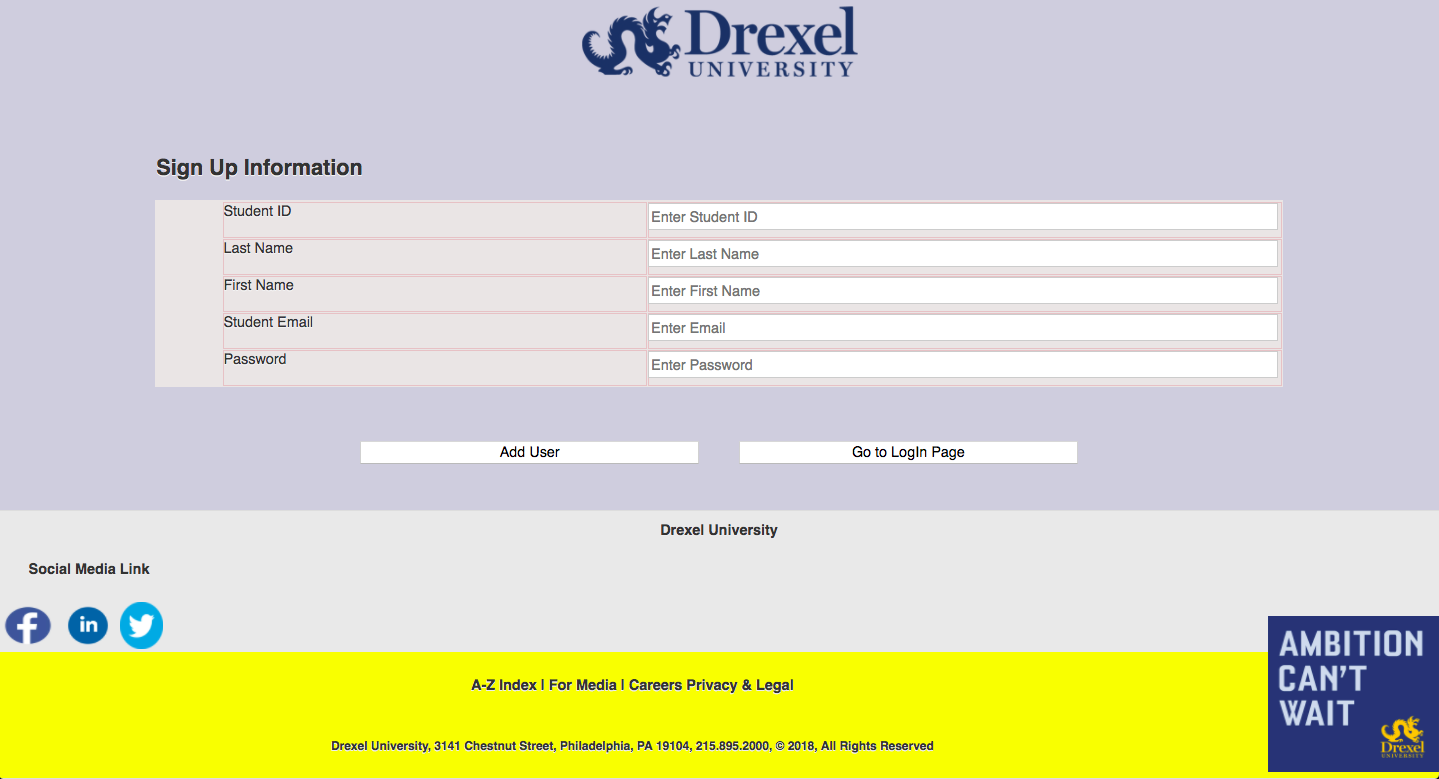 Drexel
UNIVERSITY
Sign Up Information
Student ID
Enter Student ID
Last Name
Enter Last Name
First Name
Enter First Name
Student Email
Enter Email
Password
Enter Password
Add User
Go to LogIn Page
Drexel University
Social Media Link
f
in
AMBITION
CAN'T
WAIT
Drexel
UNIVERSITY
A-Z Index | For Media | Careers Privacy & Legal
Drexel University, 3141 Chestnut Street, Philadelphia, PA 19104, 215.895.2000, © 2018, All Rights Reserved